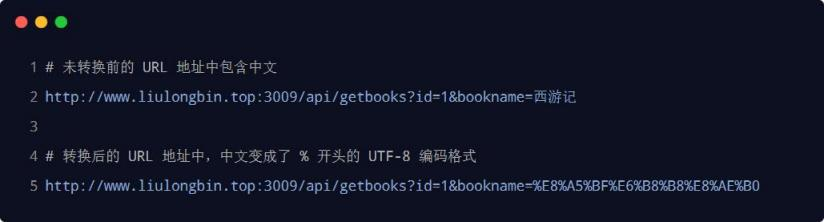 1 # 未转换前的 URL 地址中包含中文
2 http://www.liulongbin.top:3009/api/getbooks?id=1&bookname=西游记
3
4 # 转换后的 URL 地址中，中文变成了 % 开头的 UTF-8 编码格式
5 http://www.liulongbin.top:3009/api/getbooks?id=1&bookname=%E8%A5%BF%E6%B8%B8%E8%AE%B0